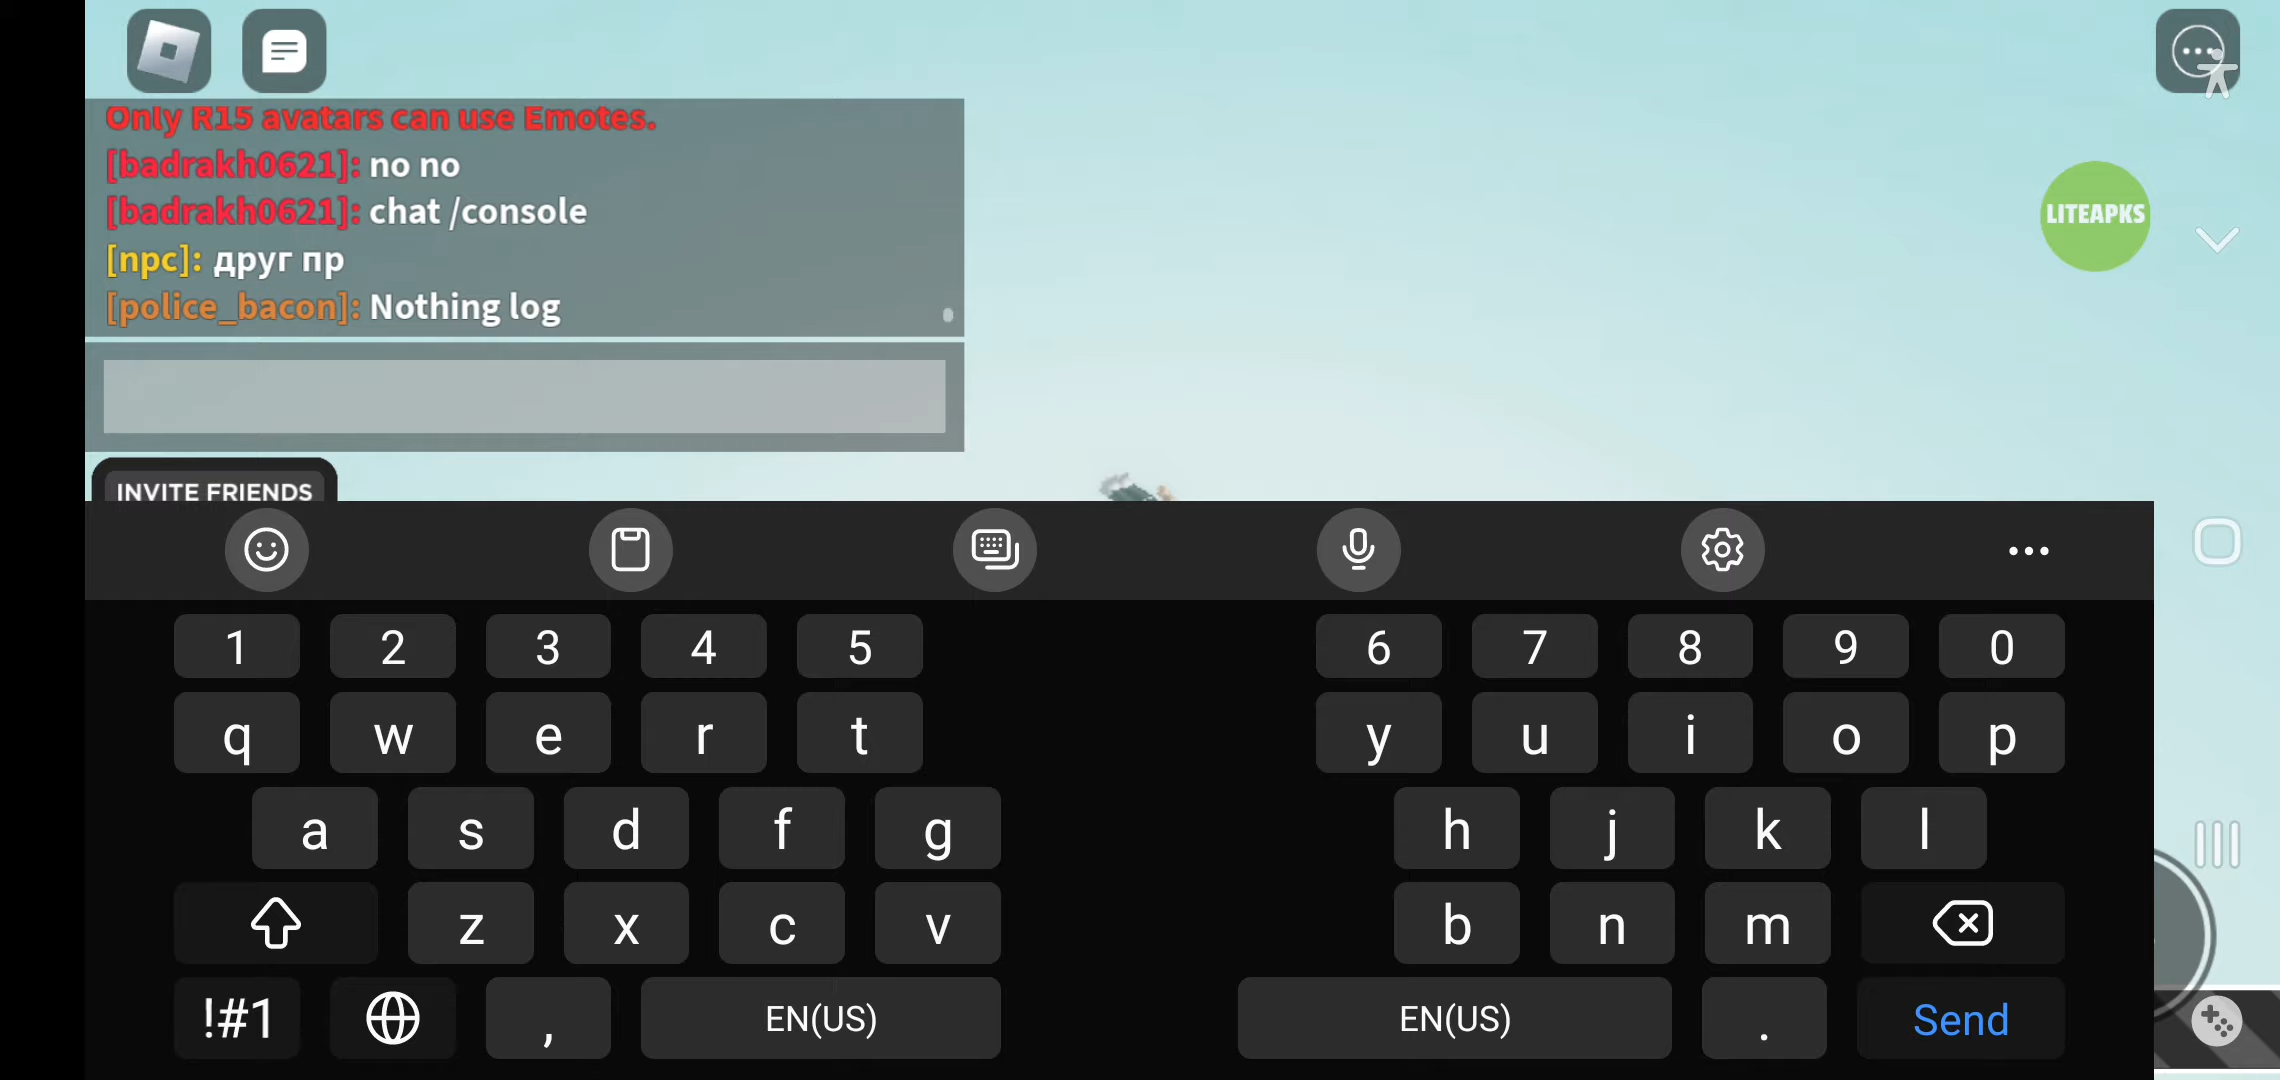 Only R15 avatars can use Emotes.
[badrakh0621]: no no
[badrakh0621]: chat /console
[npc]: друг пр
[police_bacon]: Nothing log
LITEAPKS
INVITE FRIENDS
1 2 3 4 5 6 7 8 9 0
q w e r t y u i o p
a s d f g h j k l
z x c v b n m
!#1 , EN(US) EN(US) . Send